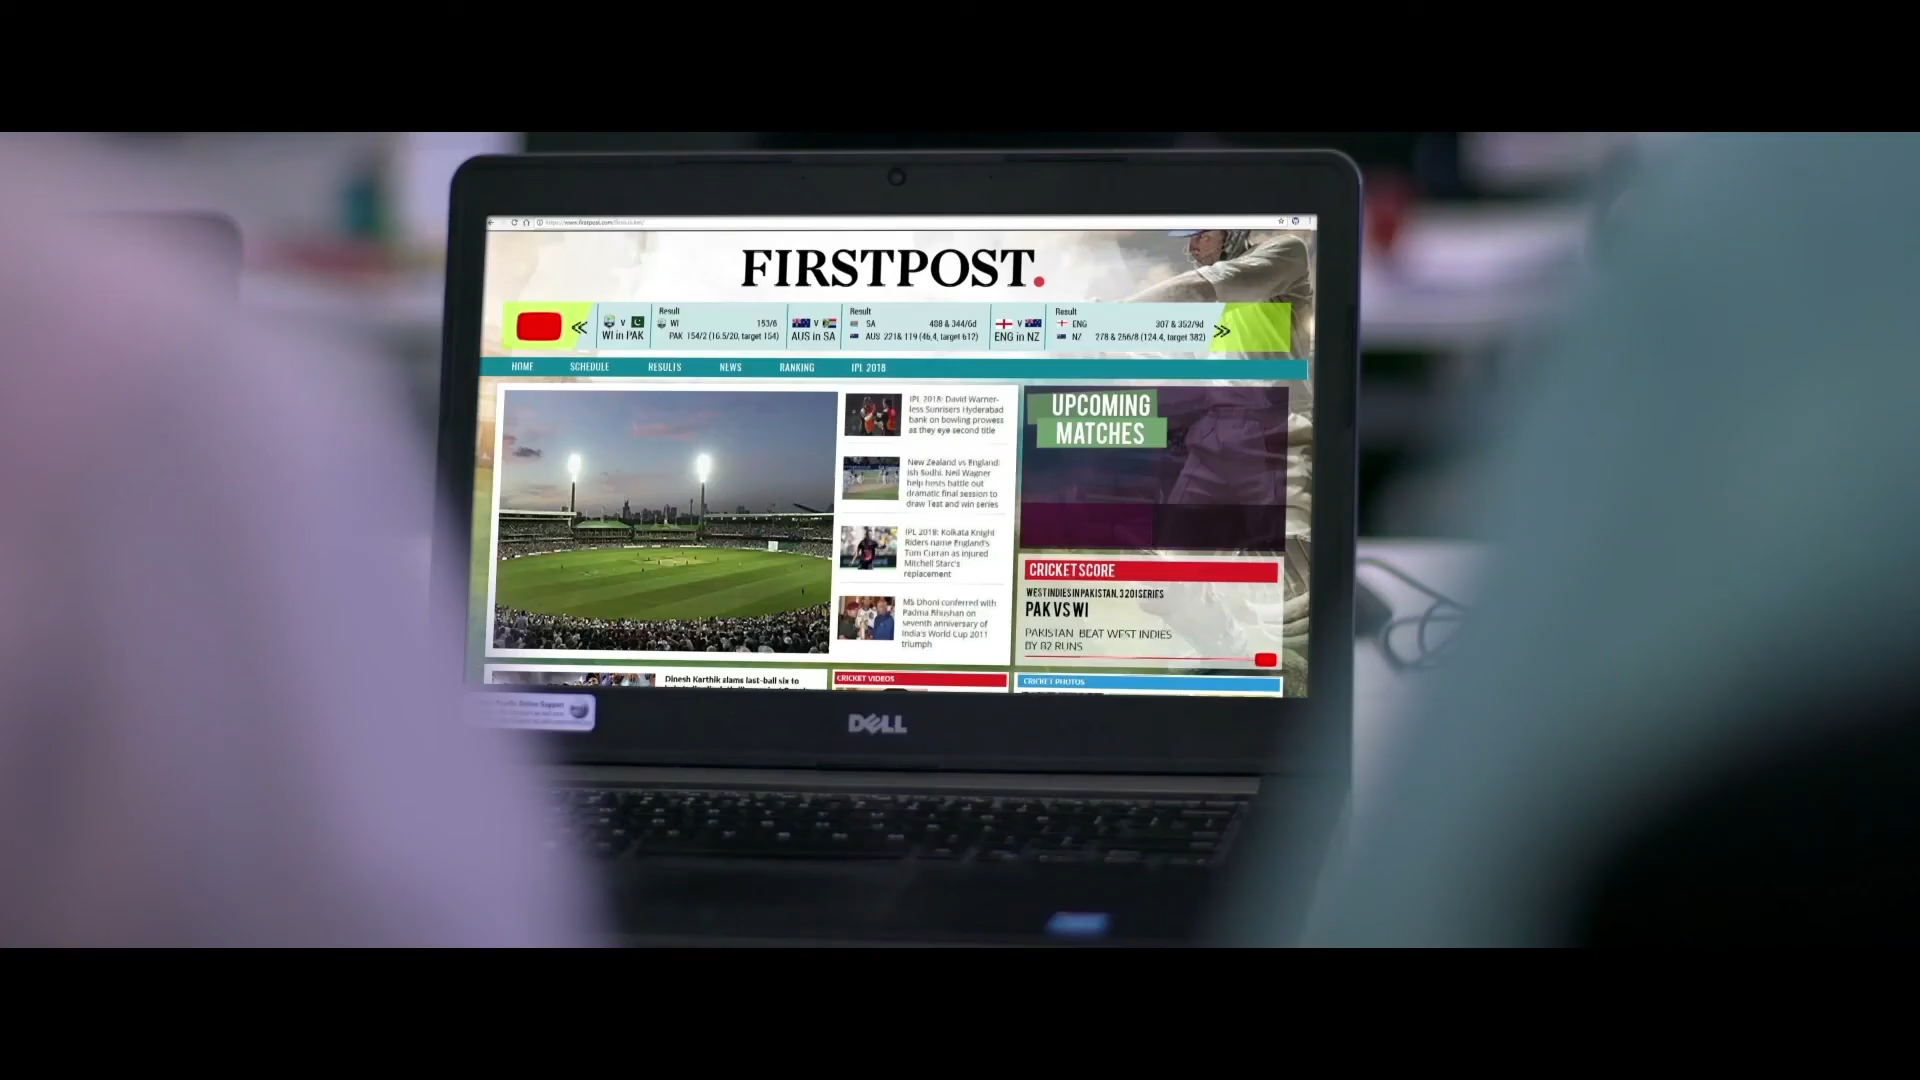 https://www.firstpost.com/
FIRSTPOST.
V
WI in PAK
Result
WI 153/6
PAK 154/2 (16.5/20, target 154)
V
AUS in SA
Result
SA 488 & 344/6d
AUS 221& 119 (46.4, target 612)
V
ENG in NZ
Result
ENG 307 & 352/9d
NZ 278 & 256/8 (124.4, target 382)
HOME SCHEDULE RESULTS NEWS RANKING IPL 2018
IPL 2018: David Warner-
less Sunrisers Hyderabad
bank on bowling prowess
as they eye second title
New Zealand vs England:
Ish Sodhi, Neil Wagner
help hosts battle out
dramatic final session to
draw Test and win series
IPL 2018: Kolkata Knight
Riders name England's
Tom Curran as injured
Mitchell Starc's
replacement
MS Dhoni conferred with
Padma Bhushan on
seventh anniversary of
India's World Cup 2011
triumph
UPCOMING
MATCHES
CRICKET SCORE
WEST INDIES IN PAKISTAN, 3 20I SERIES
PAK VS WI
PAKISTAN BEAT WEST INDIES
BY 82 RUNS
Dinesh Karthik slams last-ball six to
CRICKET VIDEOS
CRICKET PHOTOS
Online Support
DELL